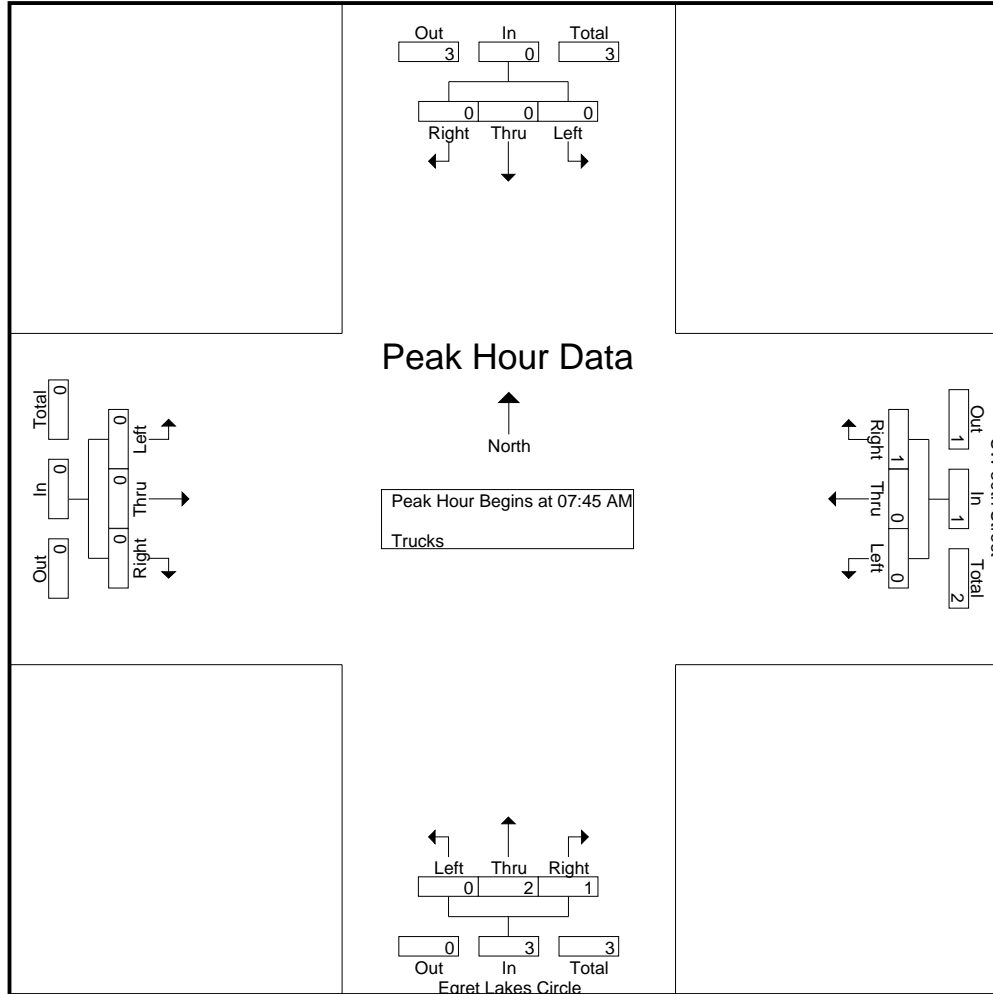 Out In Total
3 0 3
0 0 0
Right Thru Left
Peak Hour Data
North
Peak Hour Begins at 07:45 AM
Trucks
Total In Out
0 0 0
0 0 0
Left Thru Right
Out In Total
1 1 2
1 0 0
Right Thru Left
Left Thru Right
0 2 1
0 3 3
Out In Total
Egret Lakes Circle